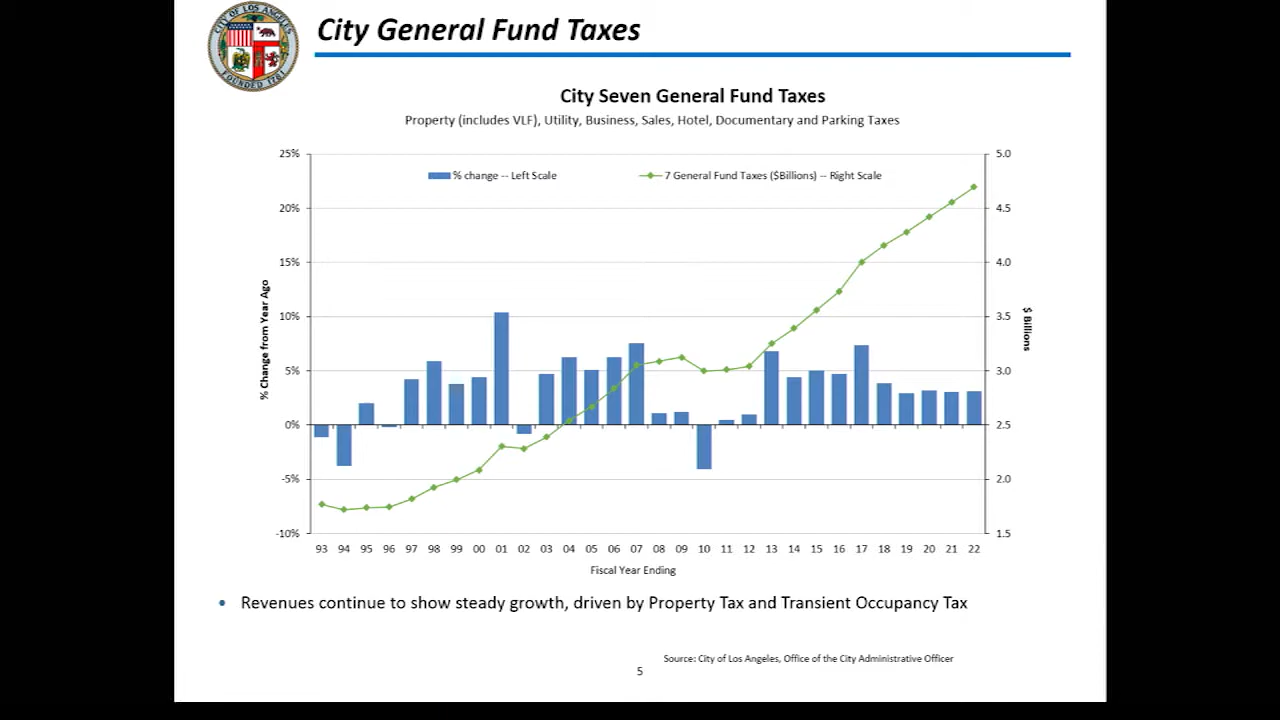 CITY OF LOS ANGELES
FOUNDED 1781
City General Fund Taxes
City Seven General Fund Taxes
Property (includes VLF), Utility, Business, Sales, Hotel, Documentary and Parking Taxes
% change -- Left Scale
7 General Fund Taxes ($Billions) -- Right Scale
25%
20%
15%
10%
5%
0%
-5%
-10%
% Change from Year Ago
5.0
4.5
4.0
3.5
3.0
2.5
2.0
1.5
$ Billions
93 94 95 96 97 98 99 00 01 02 03 04 05 06 07 08 09 10 11 12 13 14 15 16 17 18 19 20 21 22
Fiscal Year Ending
• Revenues continue to show steady growth, driven by Property Tax and Transient Occupancy Tax
Source: City of Los Angeles, Office of the City Administrative Officer
5